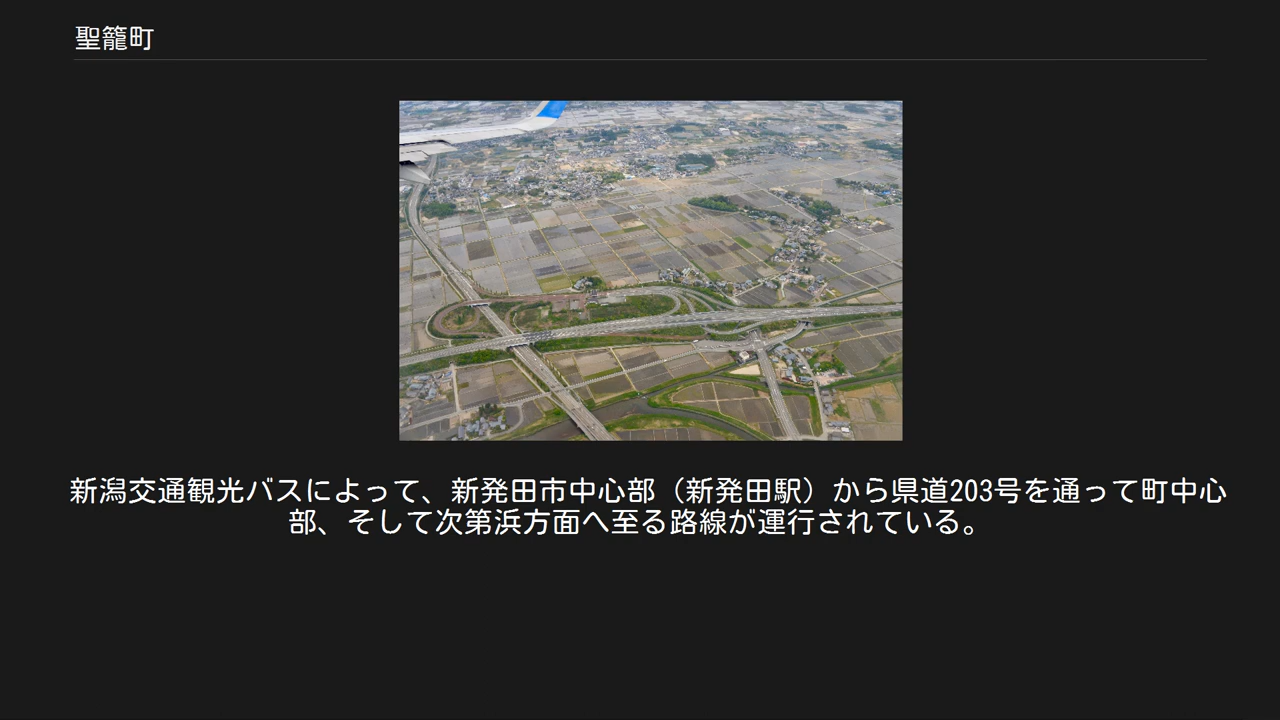 聖籠町
新潟交通観光バスによって、新発田市中心部（新発田駅）から県道203号を通って町中心
部、そして次第浜方面へ至る路線が運行されている。